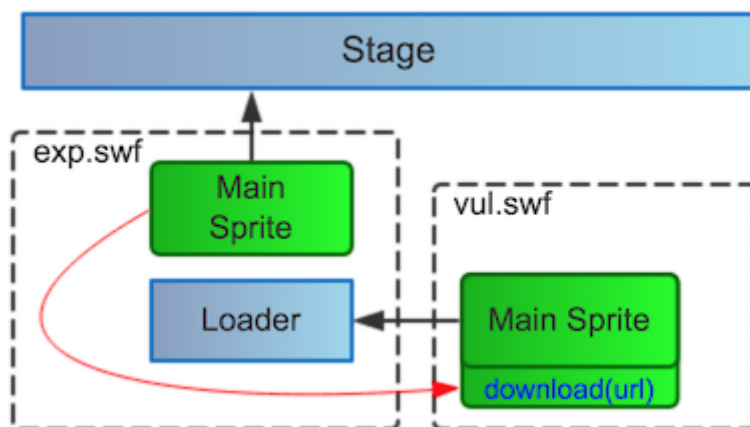 Stage
exp.swf
Main
Sprite
vul.swf
Loader
Main Sprite
download(url)